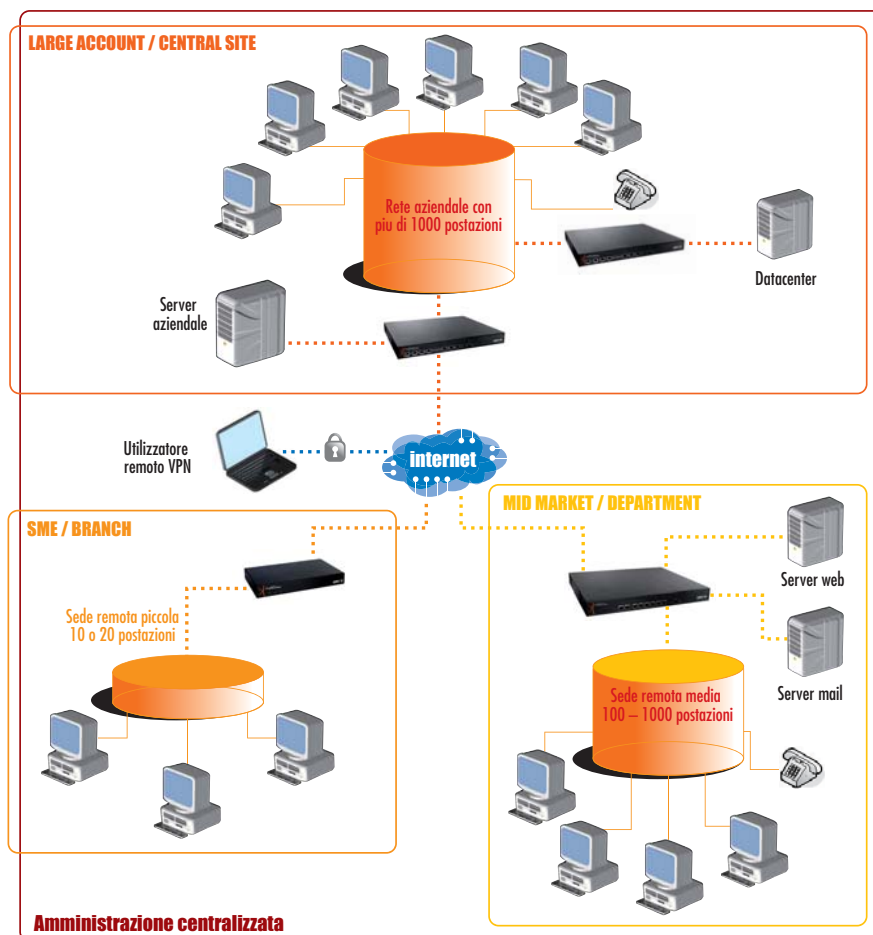 LARGE ACCOUNT / CENTRAL SITE
Rete aziendale con
piu di 1000 postazioni
Datacenter
Server
aziendale
Utilizzatore
remoto VPN
internet
SME / BRANCH
Sede remota piccola
10 o 20 postazioni
MID MARKET / DEPARTMENT
Server web
Server mail
Sede remota media
100 – 1000 postazioni
Amministrazione centralizzata